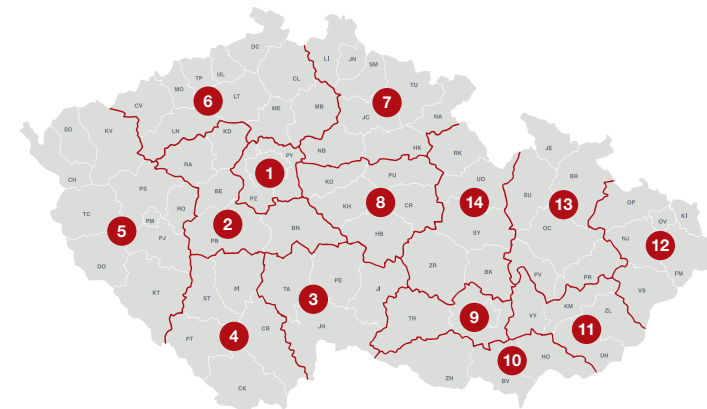 DC
LI
JN
SM
TP
UL
CL
TU
MO
6
LT
7
CV
ME
MB
JC
NA
SO
KV
LN
KD
NB
HK
RK
JE
RA
1
PY
BR
CH
KO
PU
UO
PS
BE
PZ
8
14
SU
13
OP
TC
RO
KH
CR
KI
5
PM
2
BN
HB
SY
OC
OV
12
PJ
PB
NJ
DO
ZR
BK
PV
PR
FM
KT
ST
PI
TA
PE
JI
VS
3
KM
ZL
PT
4
CB
JH
TR
9
VY
11
10
HO
UH
CK
ZN
BV